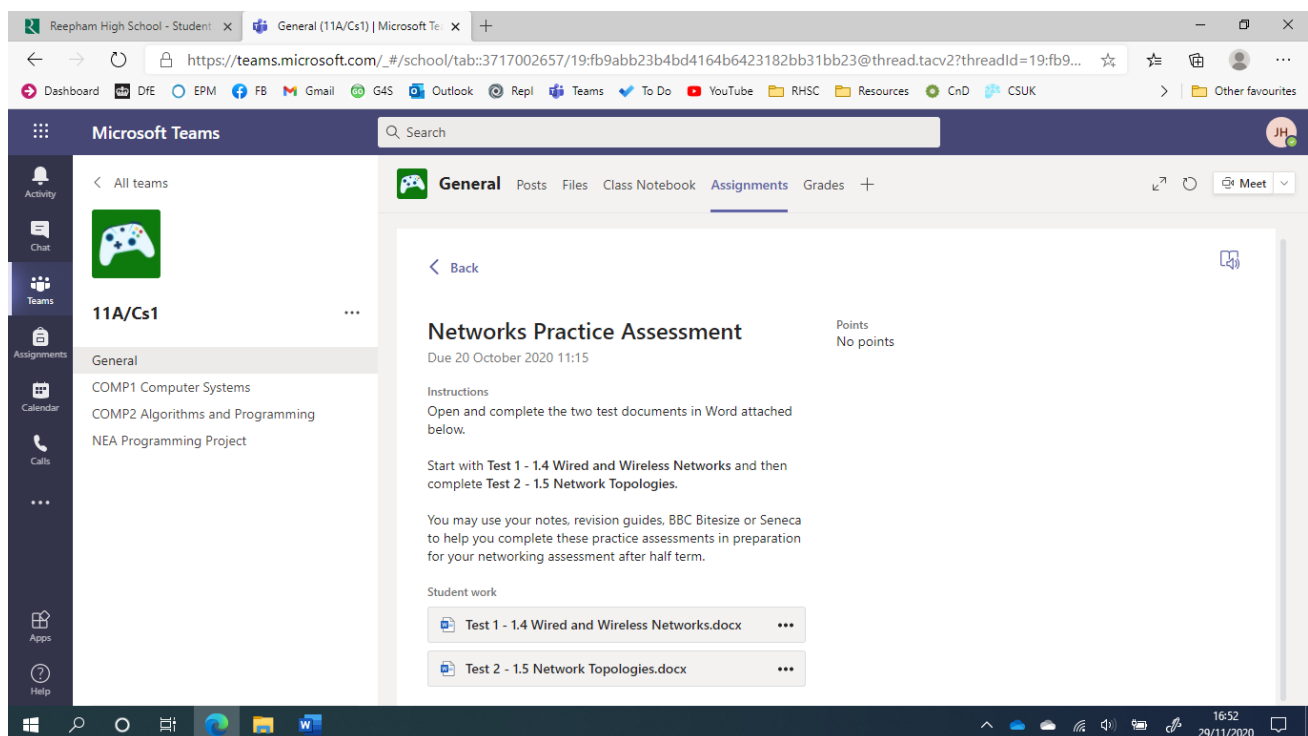 Reepham High School - Student
General (11A/Cs1) | Microsoft Te
https://teams.microsoft.com/_#/school/tab::3717002657/19:fb9abb23b4bd4164b6423182bb31bb23@thread.tacv2?threadId=19:fb9...
Dashboard DfE EPM FB Gmail G4S Outlook Repl Teams To Do YouTube RHSC Resources CnD CSUK Other favourites
Microsoft Teams
Search
JH
Activity
Chat
Teams
Assignments
Calendar
Calls
Apps
Help
All teams
11A/Cs1
General
COMP1 Computer Systems
COMP2 Algorithms and Programming
NEA Programming Project
General Posts Files Class Notebook Assignments Grades
Meet
Back
Networks Practice Assessment
Due 20 October 2020 11:15
Points
No points
Instructions
Open and complete the two test documents in Word attached
below.
Start with Test 1 - 1.4 Wired and Wireless Networks and then
complete Test 2 - 1.5 Network Topologies.
You may use your notes, revision guides, BBC Bitesize or Seneca
to help you complete these practice assessments in preparation
for your networking assessment after half term.
Student work
Test 1 - 1.4 Wired and Wireless Networks.docx
Test 2 - 1.5 Network Topologies.docx
16:52
29/11/2020